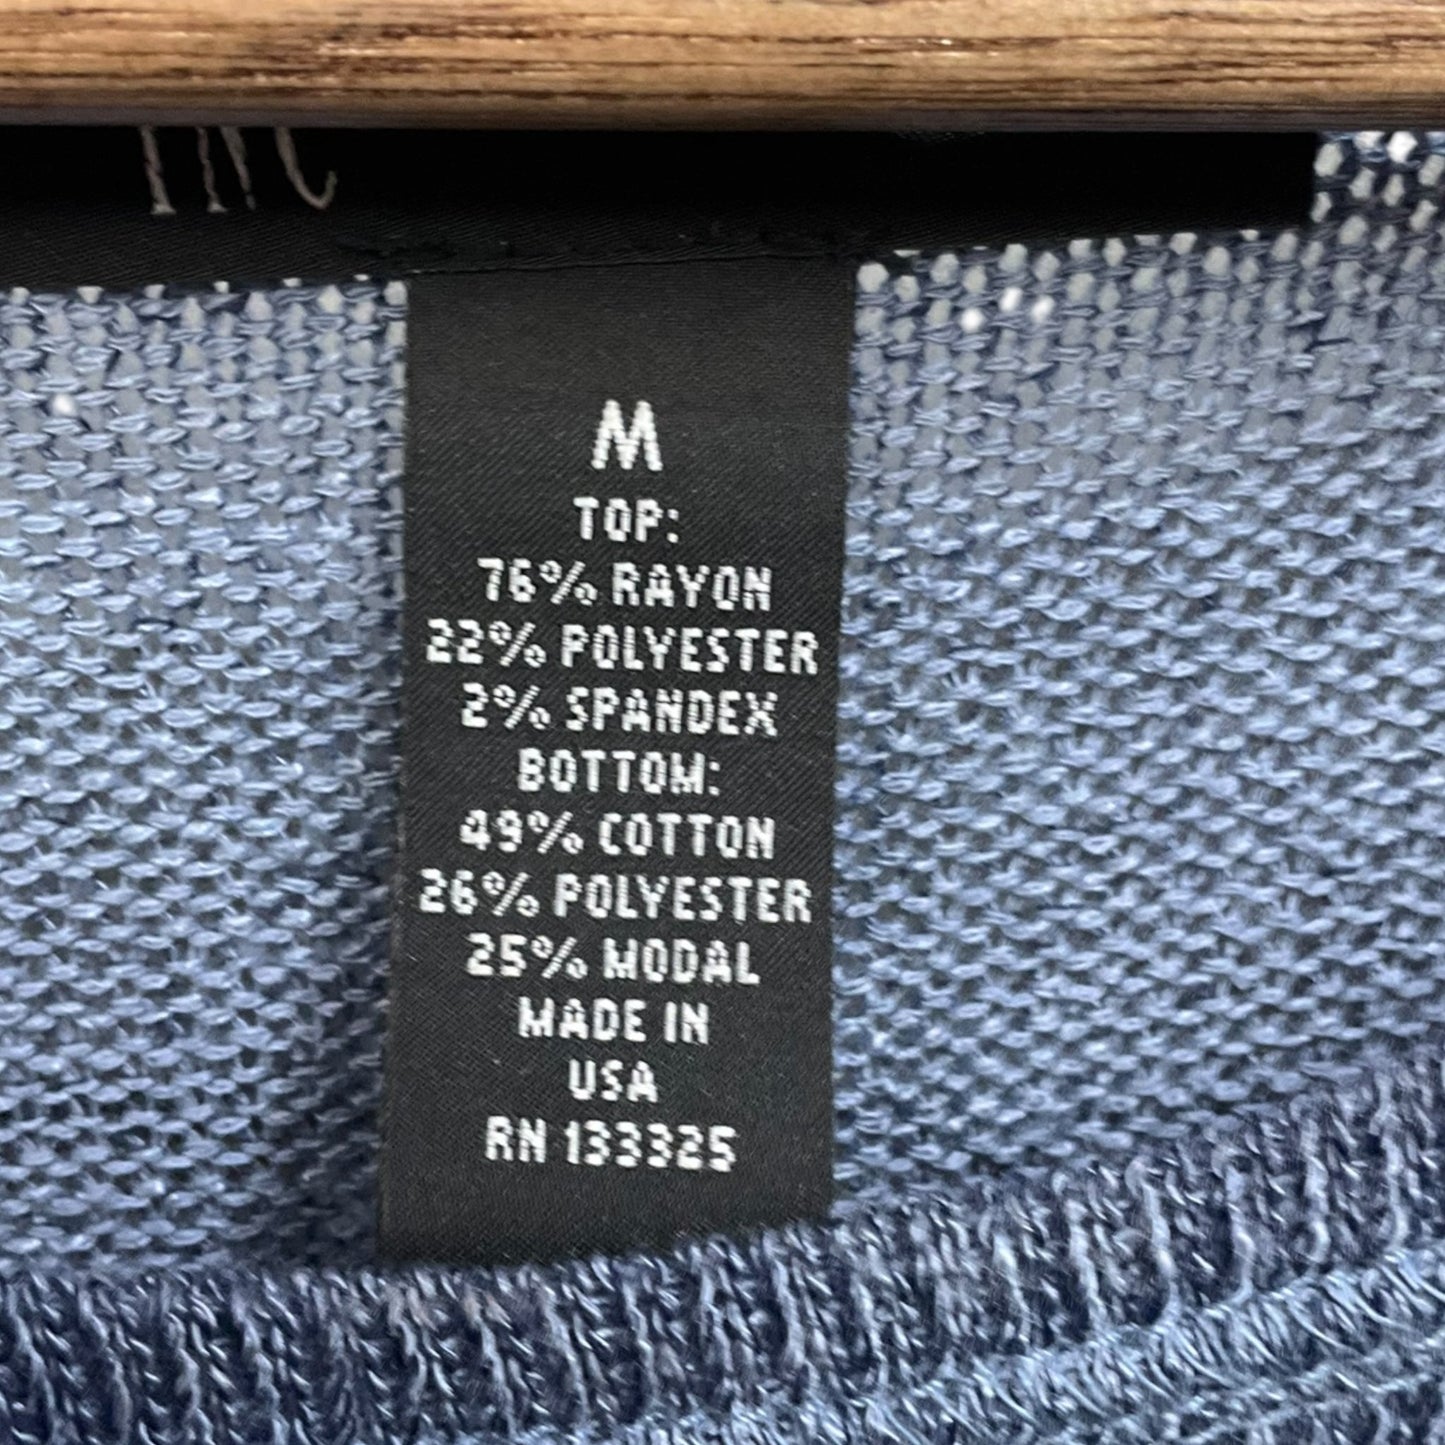 M
TOP:
76% RAYON
22% POLYESTER
2% SPANDEX
BOTTOM:
49% COTTON
26% POLYESTER
25% MODAL
MADE IN
USA
RN 133325